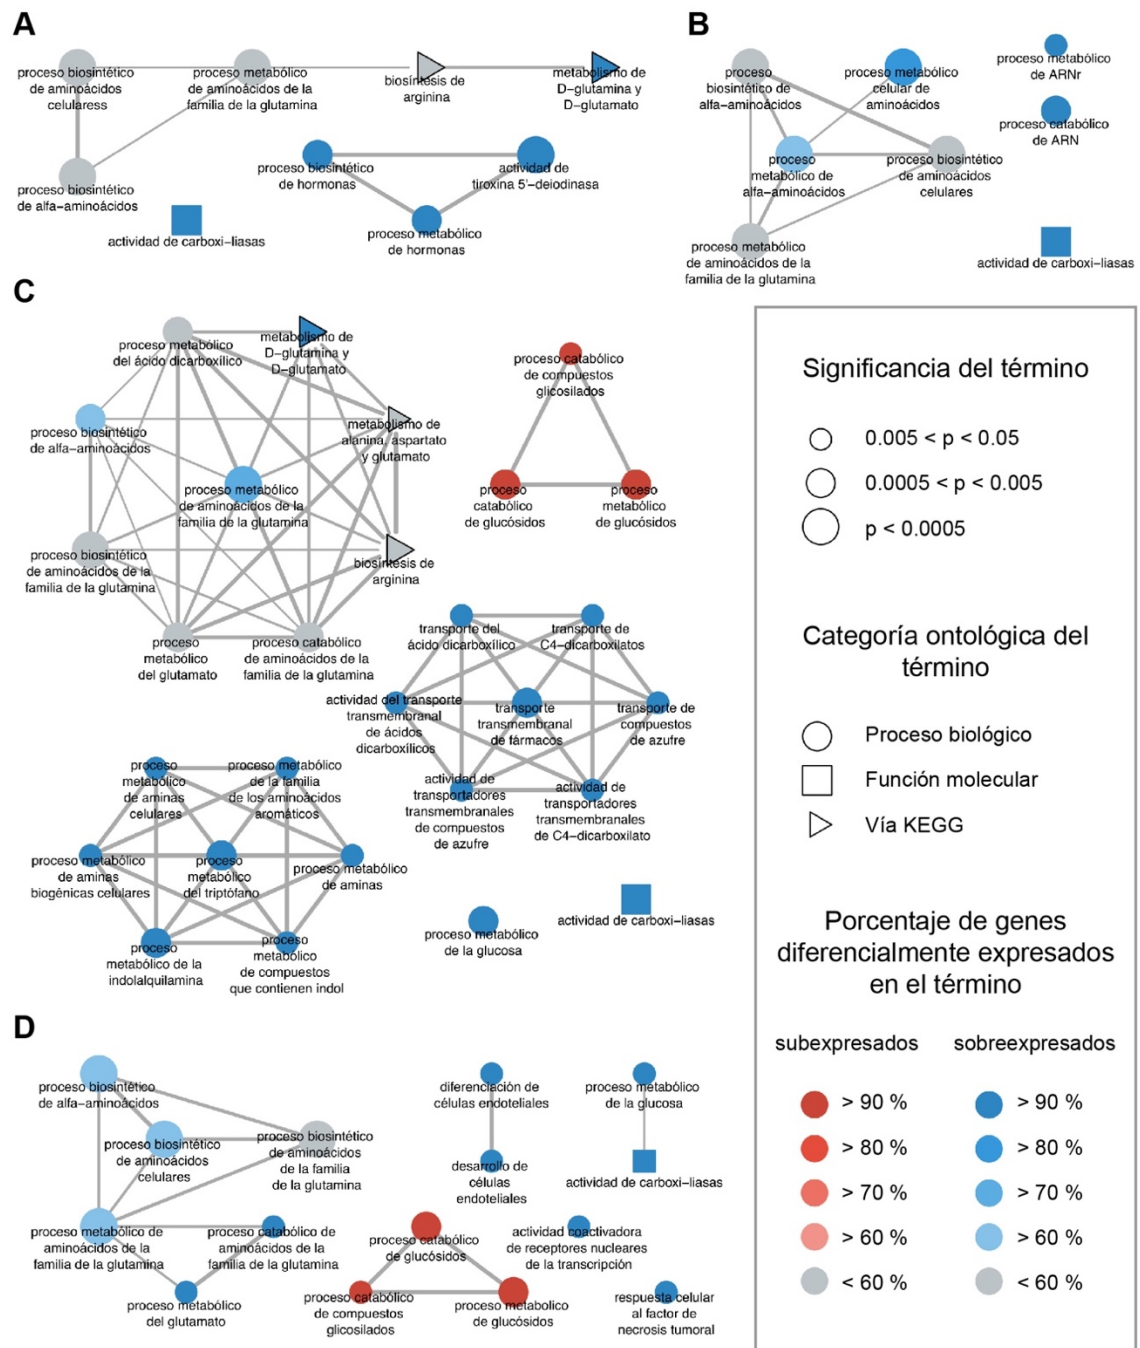 A
proceso biosintético
de aminoácidos
celularess
proceso metabólico
de aminoácidos de la
familia de la glutamina
biosíntesis de
arginina
metabolismo de
D-glutamina y
D-glutamato
proceso biosintético
de alfa-aminoácidos
actividad de carboxi-liasas
proceso biosintético
de hormonas
actividad de
tiroxina 5'-deiodinasa
proceso metabólico
de hormonas
B
proceso
biosintético de
alfa-aminoácidos
proceso metabólico
celular de
aminoácidos
proceso metabólico
de ARNr
proceso catabólico
de ARN
proceso
metabólico de
alfa-aminoácidos
proceso biosintético
de aminoácidos
celulares
proceso metabólico
de aminoácidos de la
familia de la glutamina
actividad de carboxi-liasas
C
proceso metabólico
del ácido dicarboxílico
metabolismo de
D-glutamina y
D-glutamato
proceso biosintético
de alfa-aminoácidos
metabolismo de
alanina, aspartato
y glutamato
proceso metabólico
de aminoácidos de la
familia de la glutamina
proceso biosintético
de aminoácidos de la
familia de la glutamina
biosíntesis de
arginina
proceso
metabólico
del glutamato
proceso catabólico
de aminoácidos de la
familia de la glutamina
proceso catabólico
de compuestos
glicosilados
proceso
catabólico
de glucósidos
proceso
metabólico
de glucósidos
transporte del
ácido dicarboxílico
transporte de
C4-dicarboxilatos
actividad del transporte
transmembranal
de ácidos
dicarboxílicos
transporte
transmembranal
de fármacos
transporte de
compuestos
de azufre
actividad de
transportadores
transmembranales
de compuestos
de azufre
actividad de
transportadores
transmembranales
de C4-dicarboxilato
proceso
metabólico
de aminas
celulares
proceso metabólico
de la familia
de los aminoácidos
aromáticos
proceso metabólico
de aminas
biogénicas celulares
proceso
metabólico
del triptófano
proceso metabólico
de aminas
proceso
metabólico de la
indolalquilamina
proceso
metabólico
de compuestos
que contienen indol
proceso metabólico
de la glucosa
actividad de carboxi-liasas
D
proceso biosintético
de alfa-aminoácidos
proceso biosintético
de aminoácidos
celulares
proceso biosintético
de aminoácidos
de la familia
de la glutamina
proceso metabólico de
aminoácidos de la
familia de la glutamina
proceso catabólico de
aminoácidos de la
familia de la glutamina
proceso metabólico
del glutamato
diferenciación de
células endoteliales
desarrollo de
células
endoteliales
proceso metabólico
de la glucosa
actividad de carboxi-liasas
proceso catabólico
de glucósidos
proceso catabólico
de compuestos
glicosilados
proceso metabolico
de glucósidos
actividad coactivadora
de receptores nucleares
de la transcripción
respuesta celular
al factor de
necrosis tumoral
Significancia del término
0.005 < p < 0.05
0.0005 < p < 0.005
p < 0.0005
Categoría ontológica del
término
Proceso biológico
Función molecular
Vía KEGG
Porcentaje de genes
diferencialmente expresados
en el término
subexpresados sobreexpresados
> 90 % > 90 %
> 80 % > 80 %
> 70 % > 70 %
> 60 % > 60 %
< 60 % < 60 %